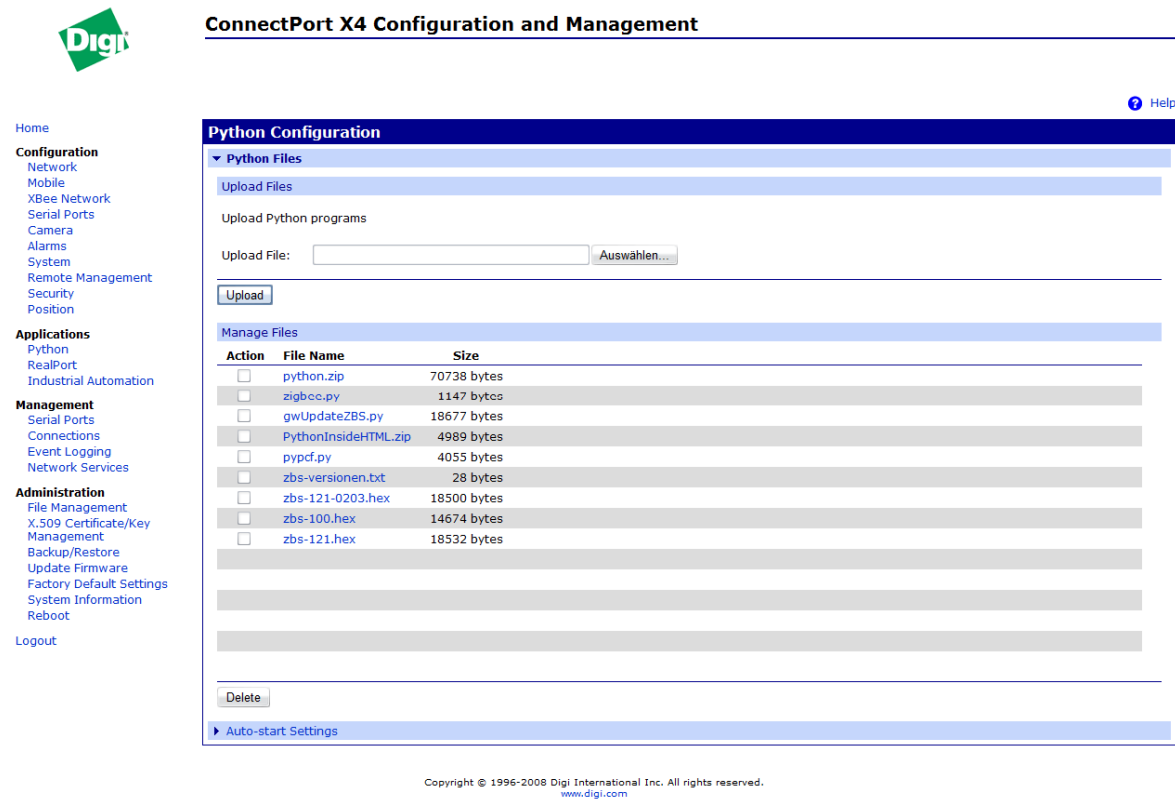 Digi
ConnectPort X4 Configuration and Management
Help
Home
Configuration
Network
Mobile
XBee Network
Serial Ports
Camera
Alarms
System
Remote Management
Security
Position
Applications
Python
RealPort
Industrial Automation
Management
Serial Ports
Connections
Event Logging
Network Services
Administration
File Management
X.509 Certificate/Key
Management
Backup/Restore
Update Firmware
Factory Default Settings
System Information
Reboot
Logout
Python Configuration
Python Files
Upload Files
Upload Python programs
Upload File: Auswählen...
Upload
Manage Files
Action File Name Size
python.zip 70738 bytes
zigbee.py 1147 bytes
gwUpdateZBS.py 18677 bytes
PythonInsideHTML.zip 4989 bytes
pypcf.py 4055 bytes
zbs-versionen.txt 28 bytes
zbs-121-0203.hex 18500 bytes
zbs-100.hex 14674 bytes
zbs-121.hex 18532 bytes
Delete
Auto-start Settings
Copyright © 1996-2008 Digi International Inc. All rights reserved.
www.digi.com